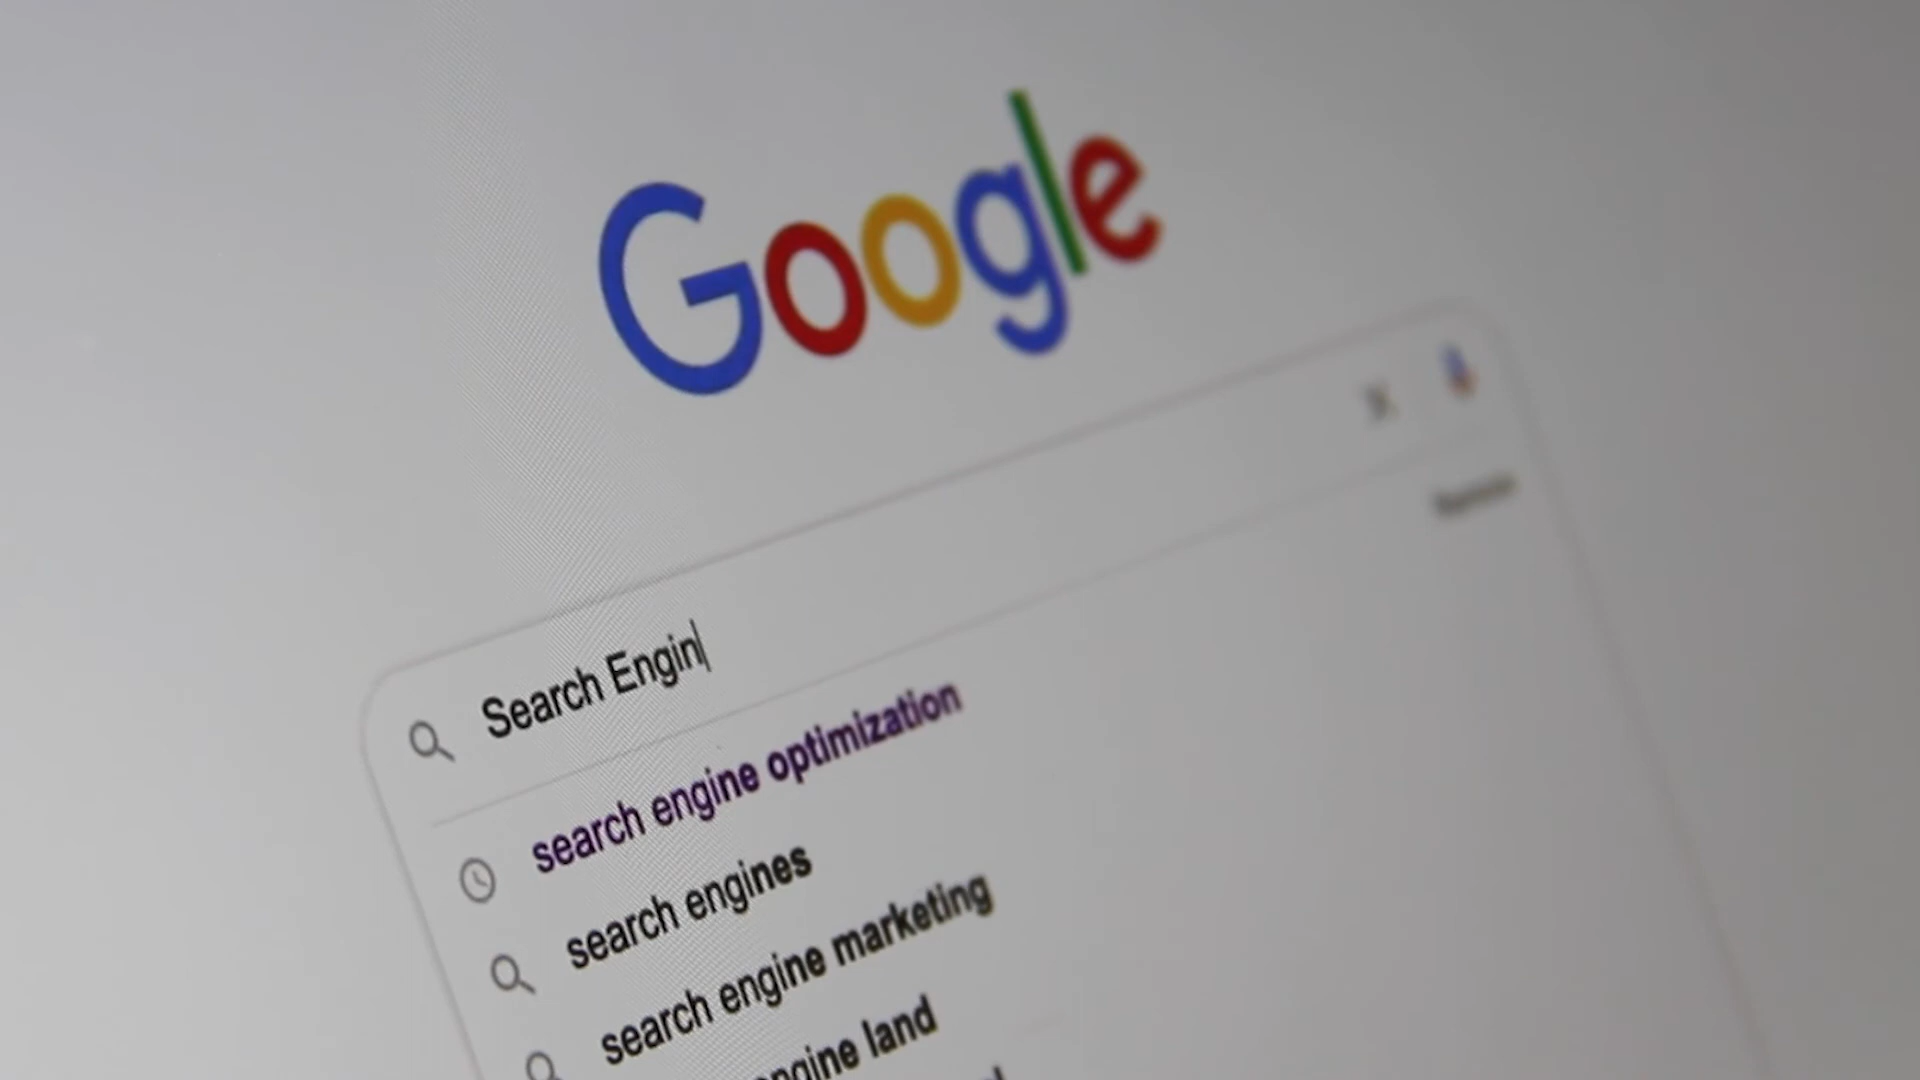 Google
Search Engin
search engine optimization
search engines
search engine marketing
engine land